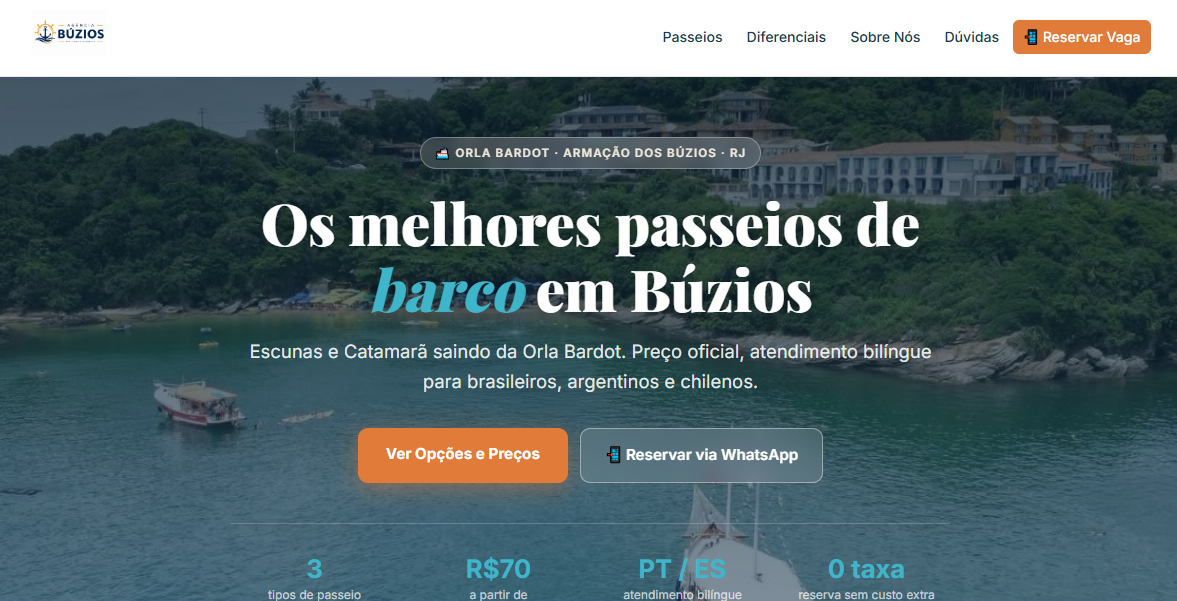 AGÊNCIA
BÚZIOS
Passeios
Diferenciais
Sobre Nós
Dúvidas
Reservar Vaga
ORLA BARDOT · ARMAÇÃO DOS BÚZIOS · RJ
Os melhores passeios de
barco em Búzios
Escunas e Catamarã saindo da Orla Bardot. Preço oficial, atendimento bilíngue
para brasileiros, argentinos e chilenos.
Ver Opções e Preços
Reservar via WhatsApp
3
tipos de passeio
R$70
a partir de
PT / ES
atendimento bilíngue
0 taxa
reserva sem custo extra